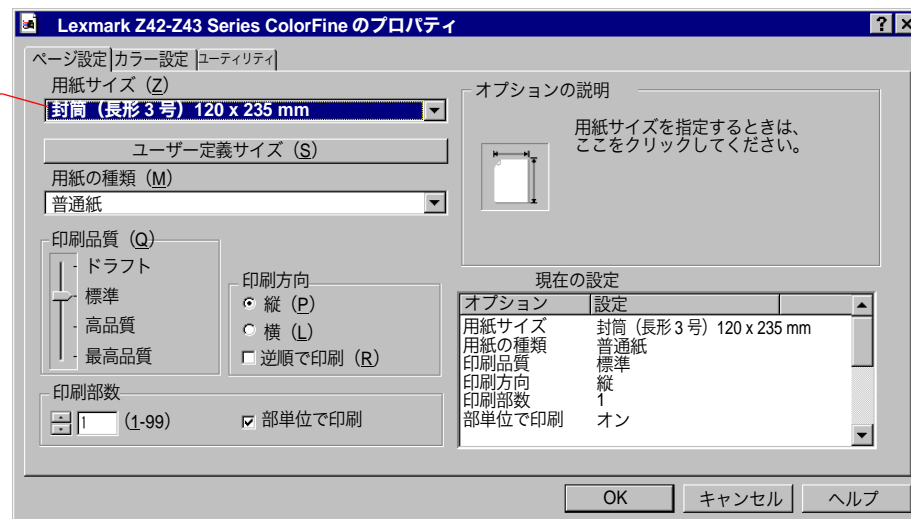 Lexmark Z42-Z43 Series ColorFine のプロパティ
ページ設定 カラー設定 ユーティリティ
用紙サイズ（Z）
封筒（長形 3 号）120 x 235 mm
ユーザー定義サイズ（S）
用紙の種類（M）
普通紙
印刷品質（Q）
ドラフト
標準
高品質
最高品質
印刷方向
縦（P）
横（L）
逆順で印刷（R）
印刷部数
1 (1-99)
部単位で印刷
オプションの説明
用紙サイズを指定するときは、
ここをクリックしてください。
現在の設定
オプション 設定
用紙サイズ 封筒（長形 3 号）120 x 235 mm
用紙の種類 普通紙
印刷品質 標準
印刷方向 縦
印刷部数 1
部単位で印刷 オン
OK キャンセル ヘルプ